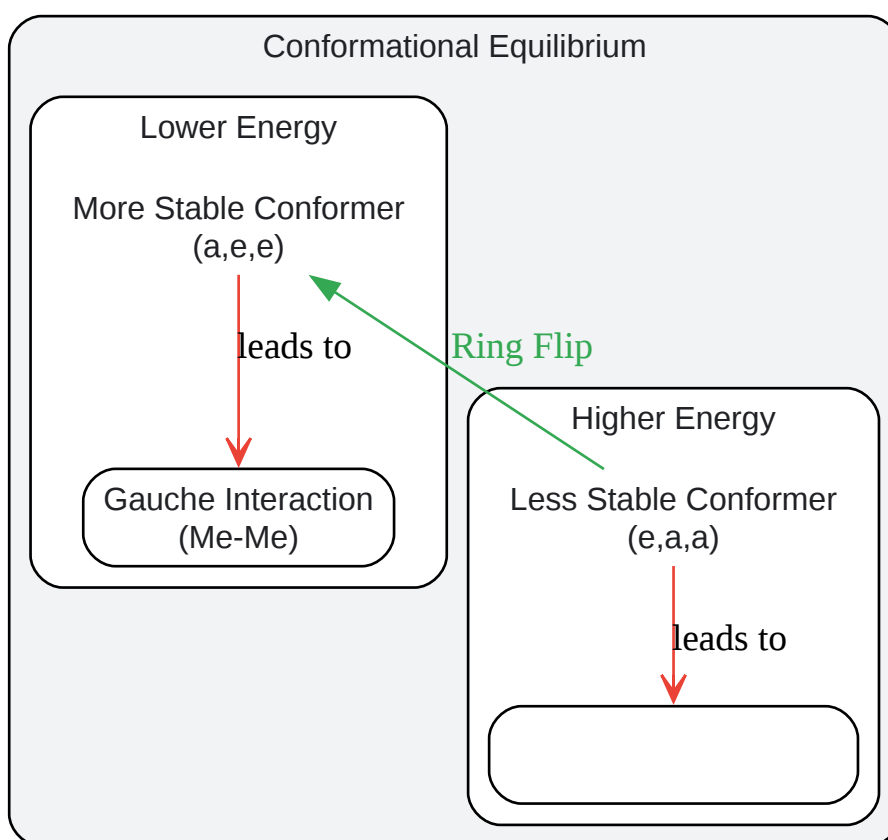 Conformational Equilibrium
Lower Energy
More Stable Conformer
(a,e,e)
leads to
Gauche Interaction
(Me-Me)
Ring Flip
Higher Energy
Less Stable Conformer
(e,a,a)
leads to